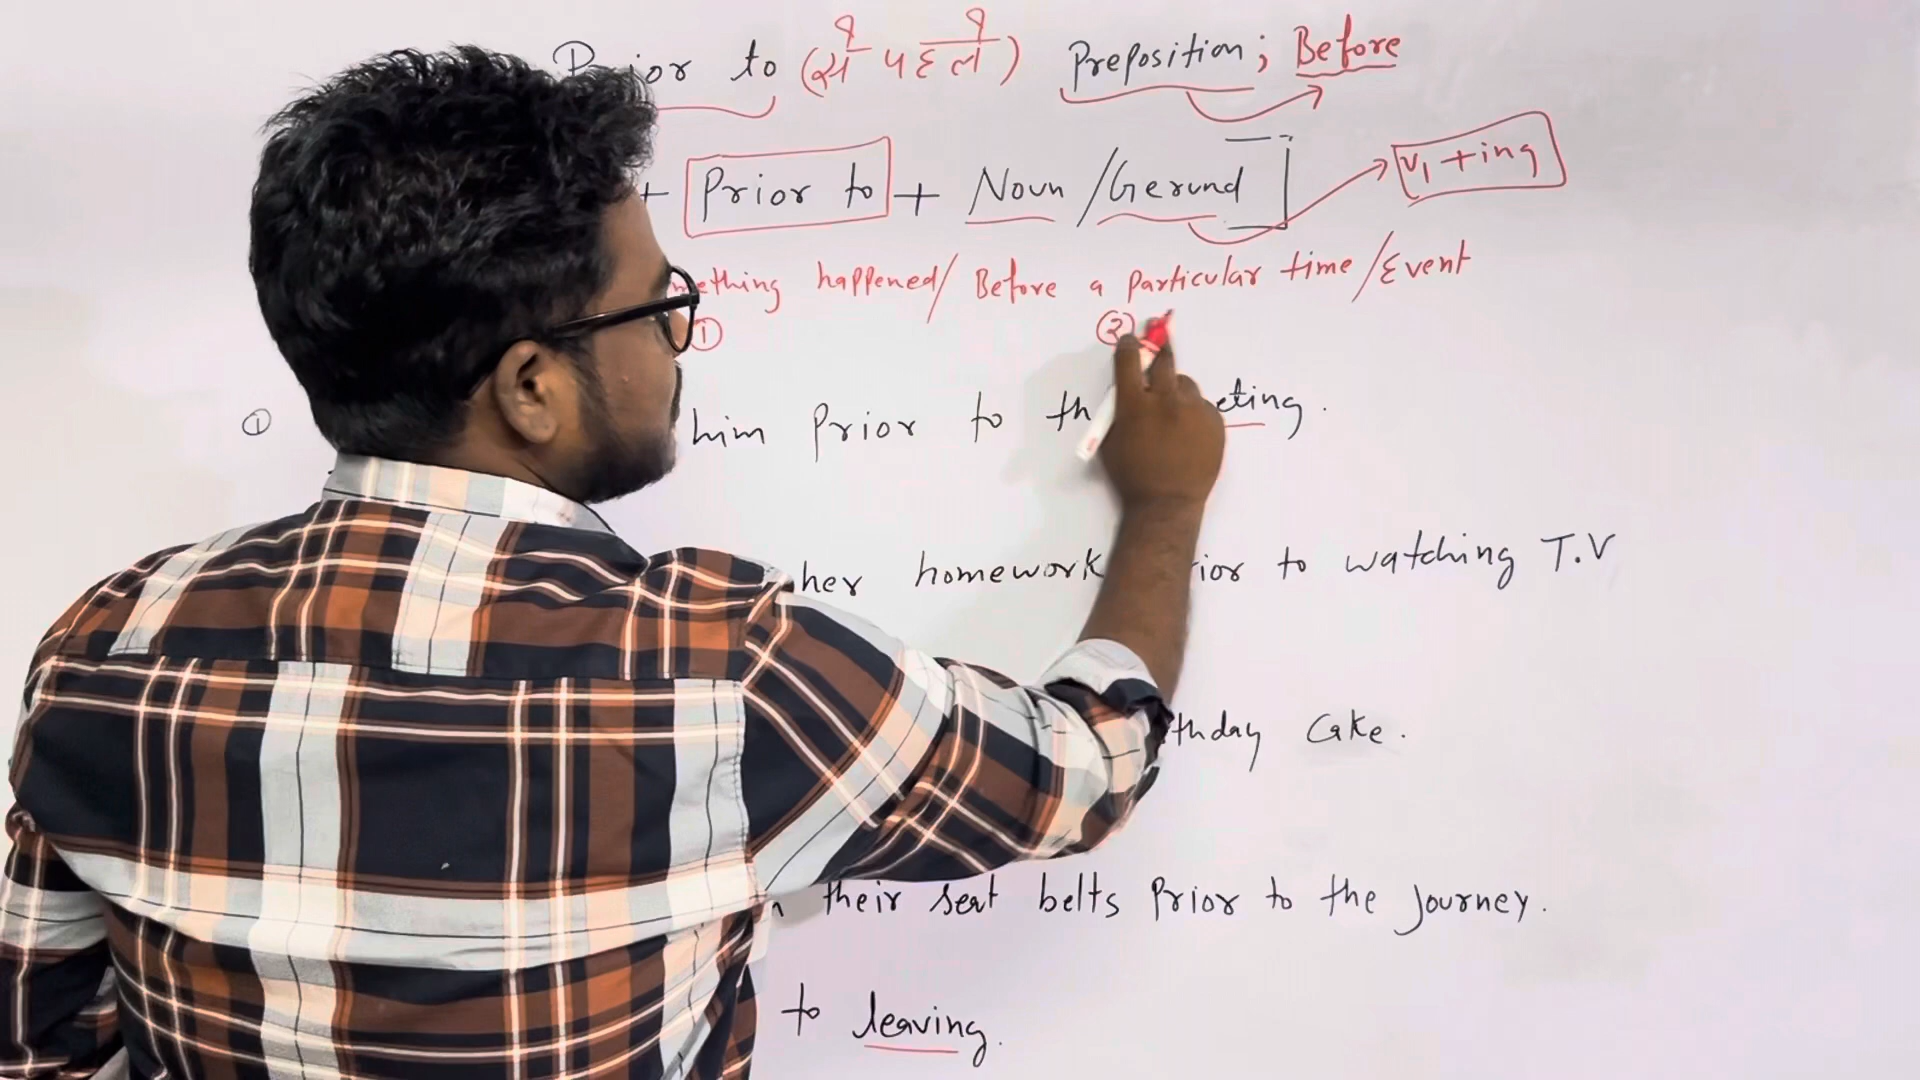 Prior to (से पहले) Preposition; Before
+ Prior to + Noun /Gerund ] V1 +ing
mething happened/ Before a Particular time /Event
① ②
① him Prior to th eting.
her homework ior to watching T.V
thday Cake.
their seat belts Prior to the Journey.
to leaving.